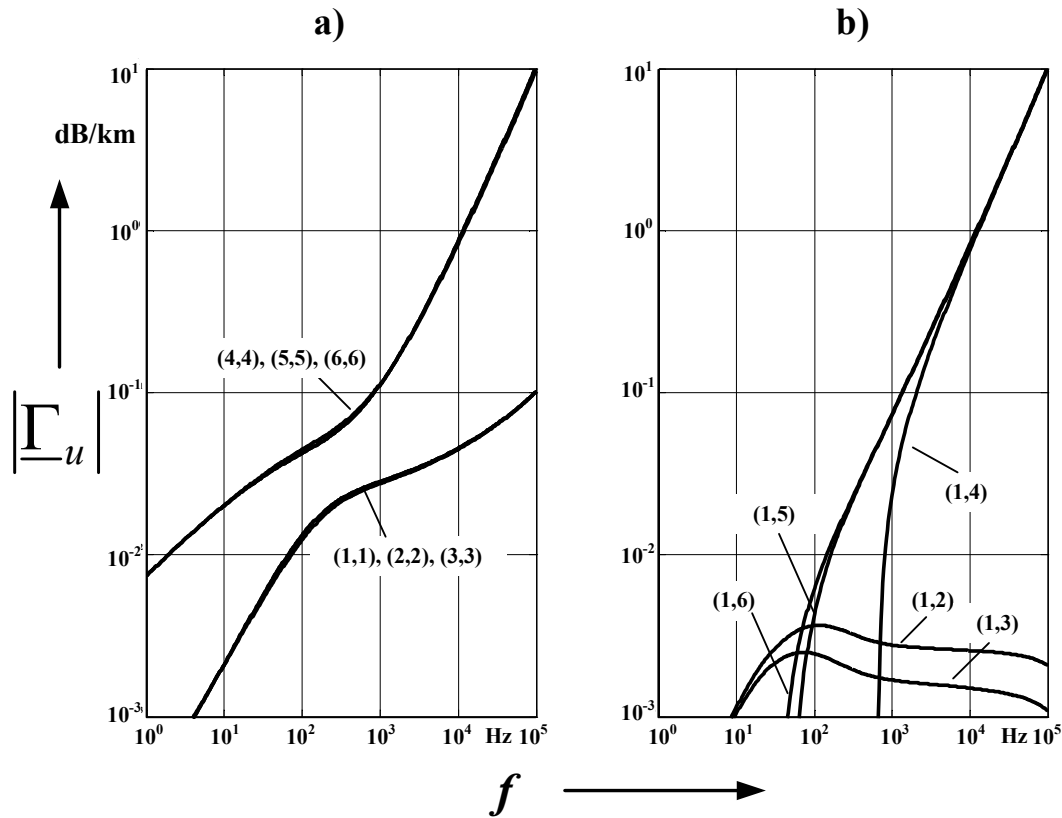 a)
b)
10¹
dB/km
10⁰
10⁻¹
10⁻²
10⁻³
|Γ_u|
(4,4), (5,5), (6,6)
(1,1), (2,2), (3,3)
10⁰ 10¹ 10² 10³ Hz 10⁵
10¹
10⁰
10⁻¹
10⁻²
10⁻³
(1,4)
(1,5)
(1,6)
(1,2)
(1,3)
10⁰ 10¹ 10² 10³ 10⁴ Hz 10⁵
f